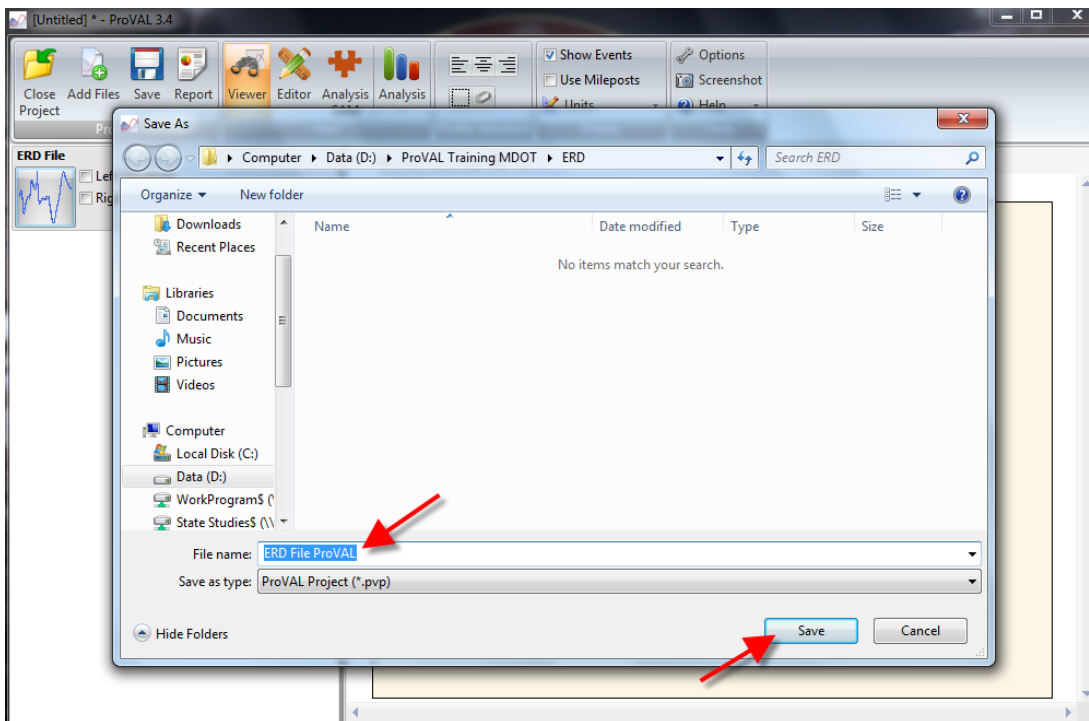 [Untitled] * - ProVAL 3.4
Close Project
Add Files
Save
Report
Viewer
Editor
Analysis
Analysis
Show Events
Use Mileposts
Units
Options
Screenshot
Help
Save As
ERD File
Computer Data (D:) ProVAL Training MDOT ERD
Search ERD
Organize
New folder
Name
Date modified
Type
Size
No items match your search.
Downloads
Recent Places
Libraries
Documents
Music
Pictures
Videos
Computer
Local Disk (C:)
Data (D:)
WorkProgram$ (\
State Studies$ (\\
File name: ERD File ProVAL
Save as type: ProVAL Project (*.pvp)
Hide Folders
Save
Cancel